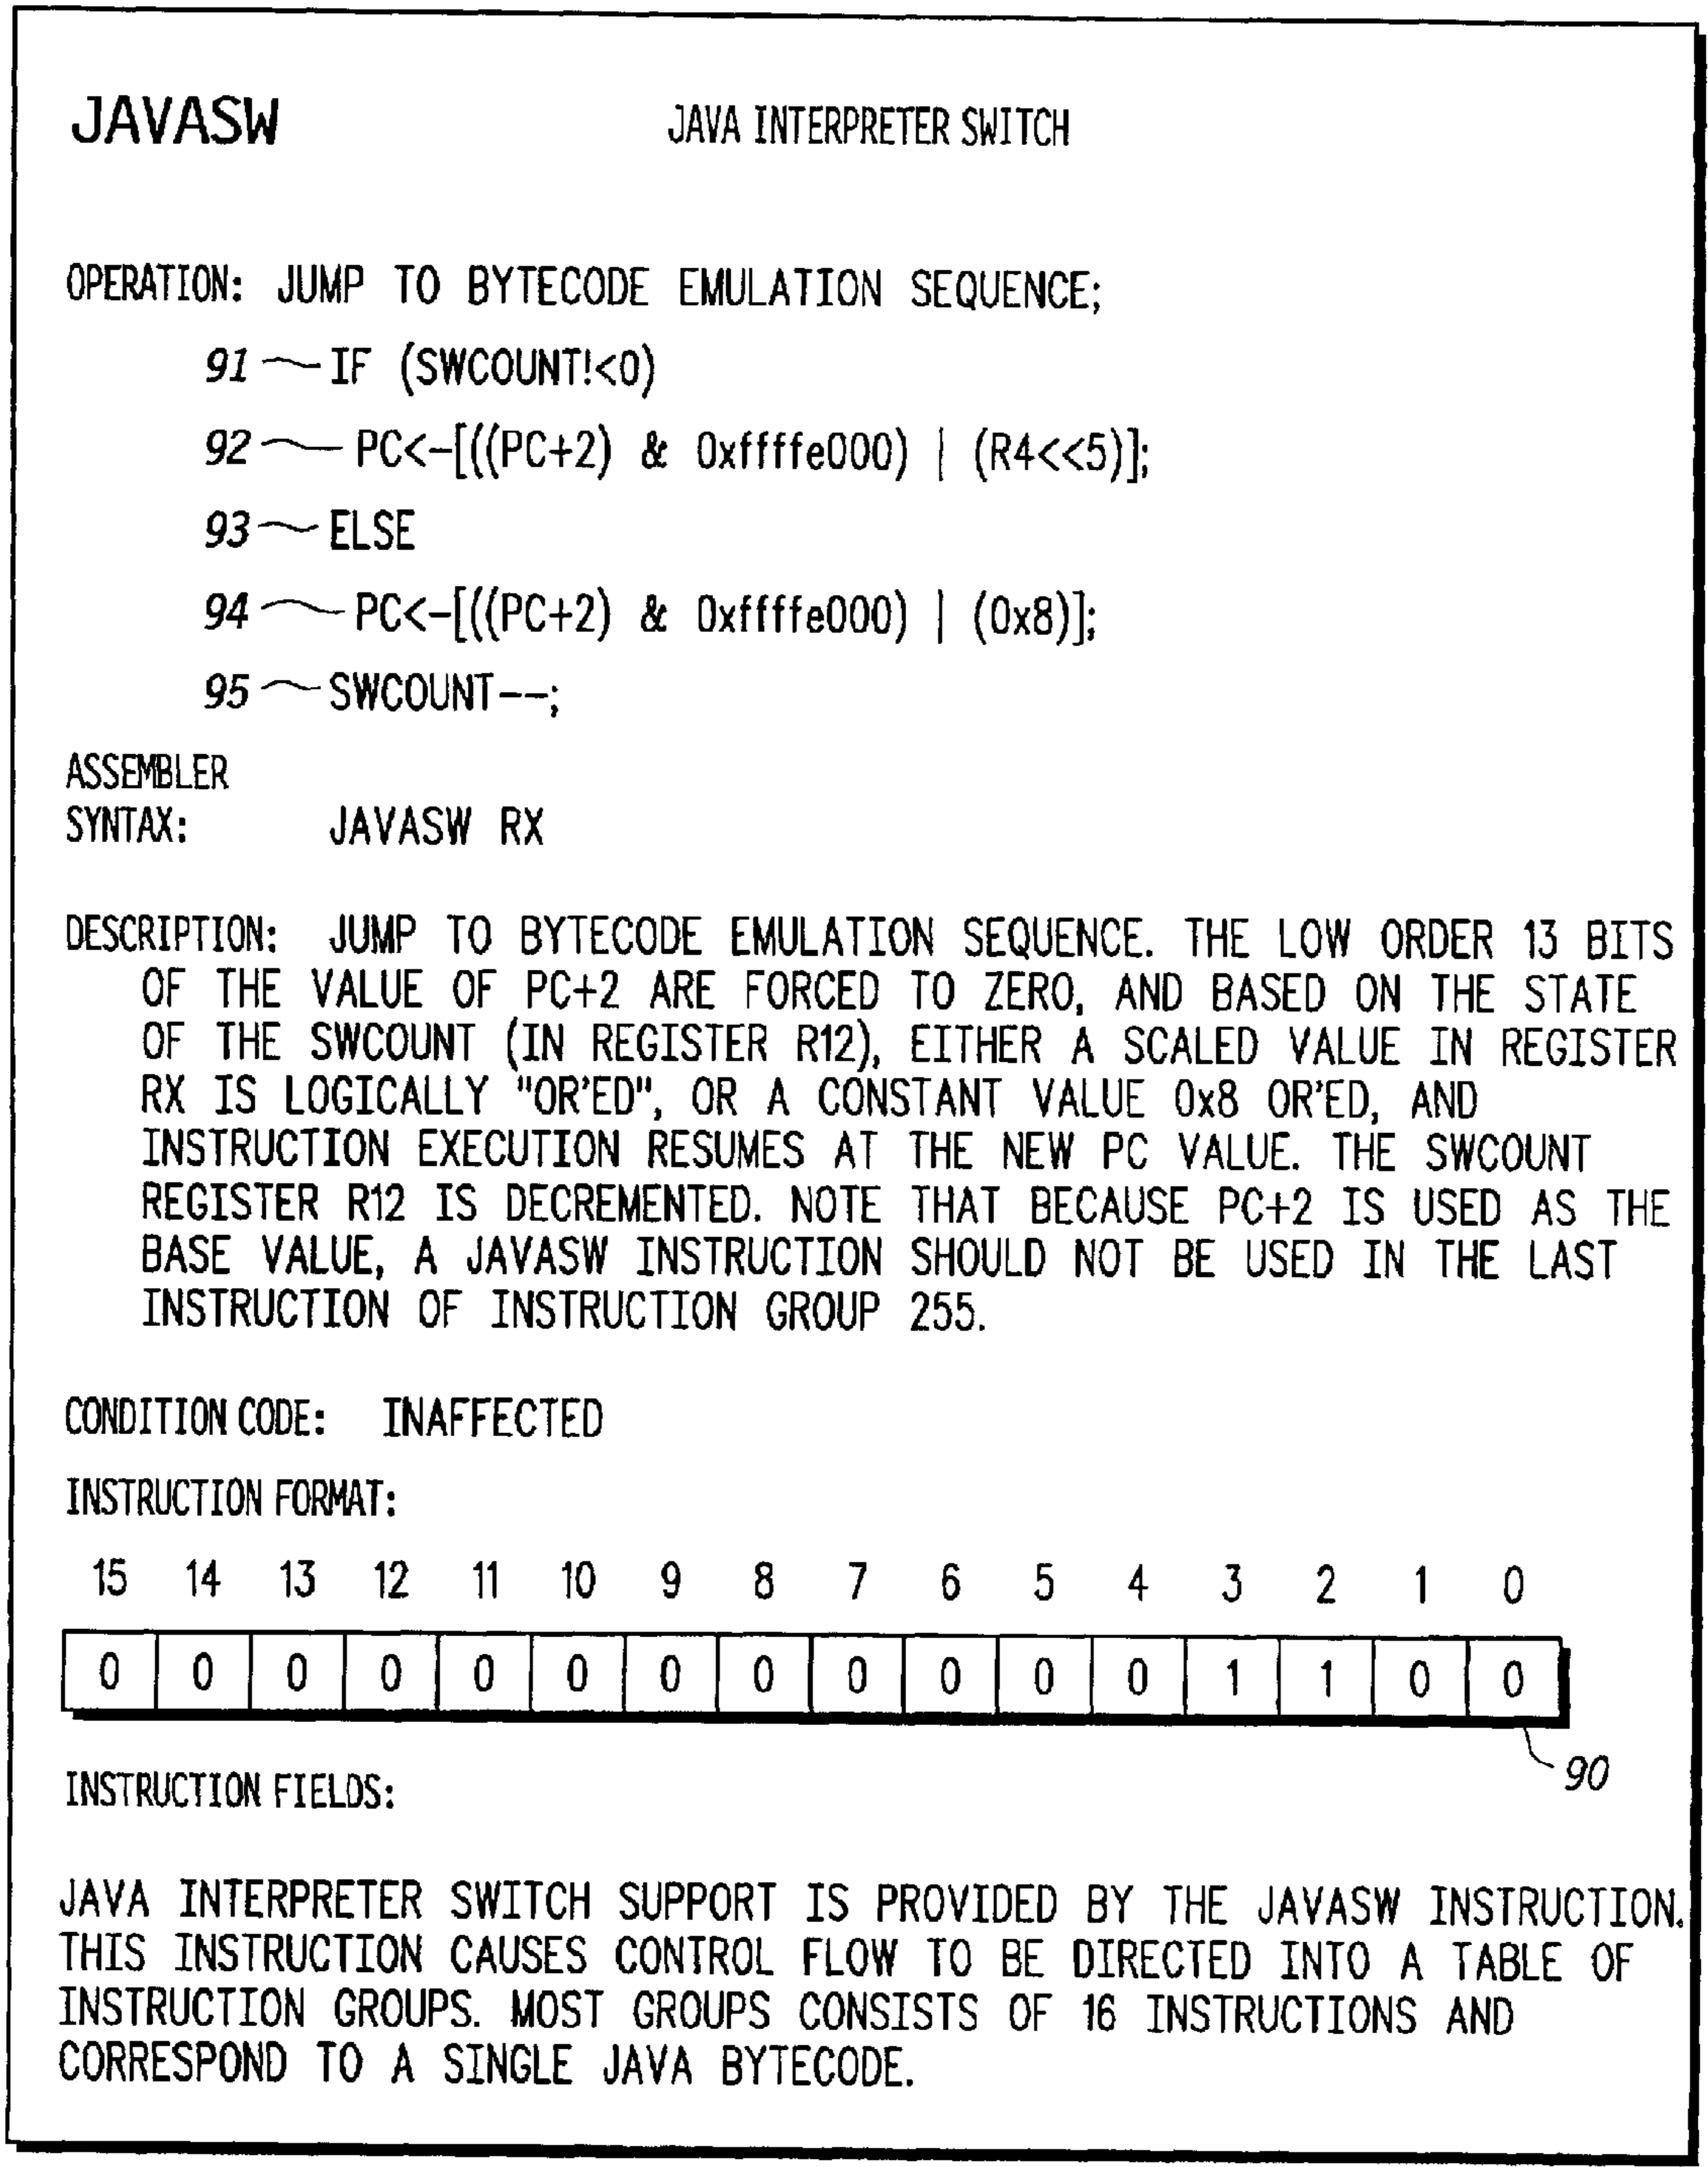 JAVASW JAVA INTERPRETER SWITCH
OPERATION: JUMP TO BYTECODE EMULATION SEQUENCE;
91 IF (SWCOUNT!<0)
92 PC<-[((PC+2) & 0xffffe000) | (R4<<5)];
93 ELSE
94 PC<-[((PC+2) & 0xffffe000) | (0x8)];
95 SWCOUNT--;
ASSEMBLER
SYNTAX: JAVASW RX
DESCRIPTION: JUMP TO BYTECODE EMULATION SEQUENCE. THE LOW ORDER 13 BITS
OF THE VALUE OF PC+2 ARE FORCED TO ZERO, AND BASED ON THE STATE
OF THE SWCOUNT (IN REGISTER R12), EITHER A SCALED VALUE IN REGISTER
RX IS LOGICALLY "OR'ED", OR A CONSTANT VALUE 0x8 OR'ED, AND
INSTRUCTION EXECUTION RESUMES AT THE NEW PC VALUE. THE SWCOUNT
REGISTER R12 IS DECREMENTED. NOTE THAT BECAUSE PC+2 IS USED AS THE
BASE VALUE, A JAVASW INSTRUCTION SHOULD NOT BE USED IN THE LAST
INSTRUCTION OF INSTRUCTION GROUP 255.
CONDITION CODE: INAFFECTED
INSTRUCTION FORMAT:
15 14 13 12 11 10 9 8 7 6 5 4 3 2 1 0
0 0 0 0 0 0 0 0 0 0 0 0 1 1 0 0
90
INSTRUCTION FIELDS:
JAVA INTERPRETER SWITCH SUPPORT IS PROVIDED BY THE JAVASW INSTRUCTION.
THIS INSTRUCTION CAUSES CONTROL FLOW TO BE DIRECTED INTO A TABLE OF
INSTRUCTION GROUPS. MOST GROUPS CONSISTS OF 16 INSTRUCTIONS AND
CORRESPOND TO A SINGLE JAVA BYTECODE.